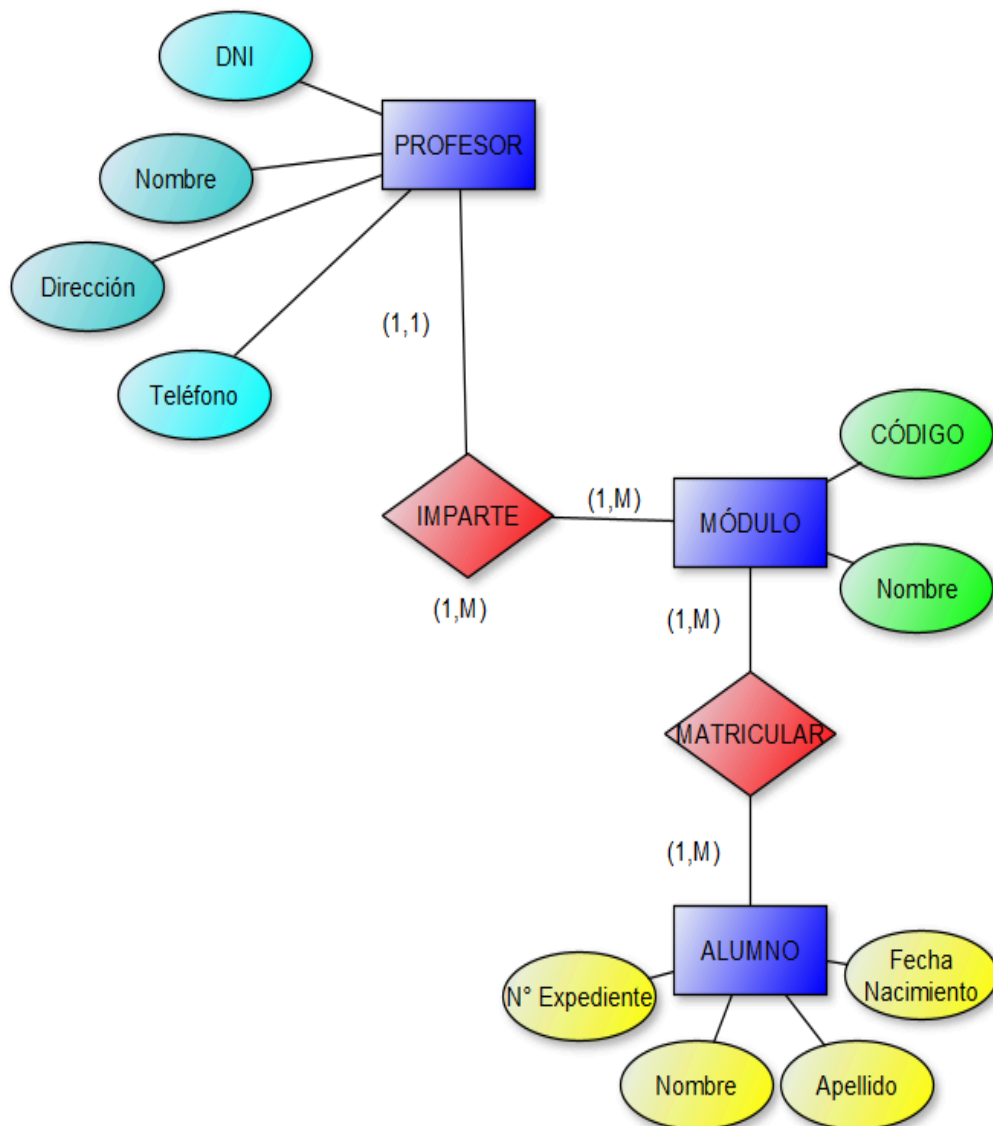 DNI
PROFESOR
Nombre
Dirección
(1,1)
Teléfono
CÓDIGO
IMPARTE
(1,M)
MÓDULO
Nombre
(1,M)
(1,M)
MATRICULAR
(1,M)
ALUMNO
Fecha
Nacimiento
N° Expediente
Nombre
Apellido